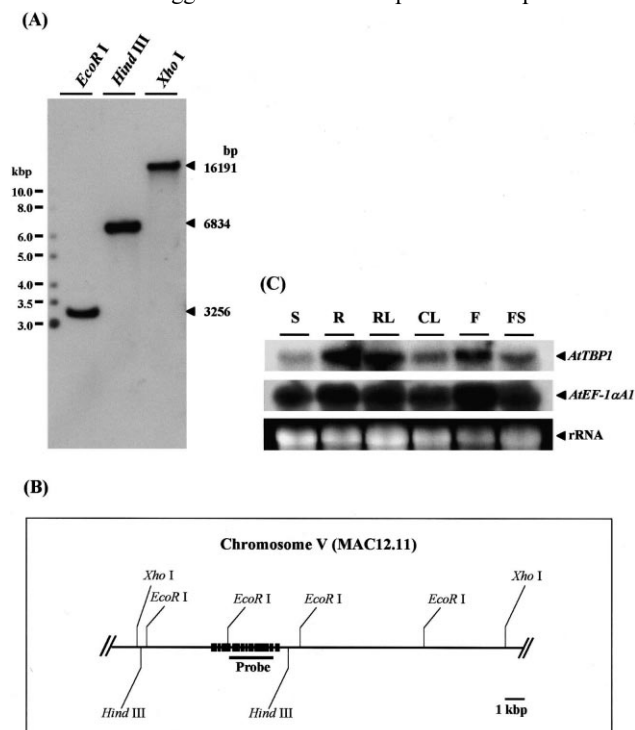 (A)
EcoR I
Hind III
Xho I
kbp
10.0
8.0
6.0
5.0
4.0
3.5
3.0
bp
16191
6834
3256
(C)
S R RL CL F FS
AtTBP1
AtEF-1αA1
rRNA
(B)
Chromosome V (MAC12.11)
Xho I
EcoR I
EcoR I
EcoR I
EcoR I
Xho I
Probe
Hind III
Hind III
1 kbp